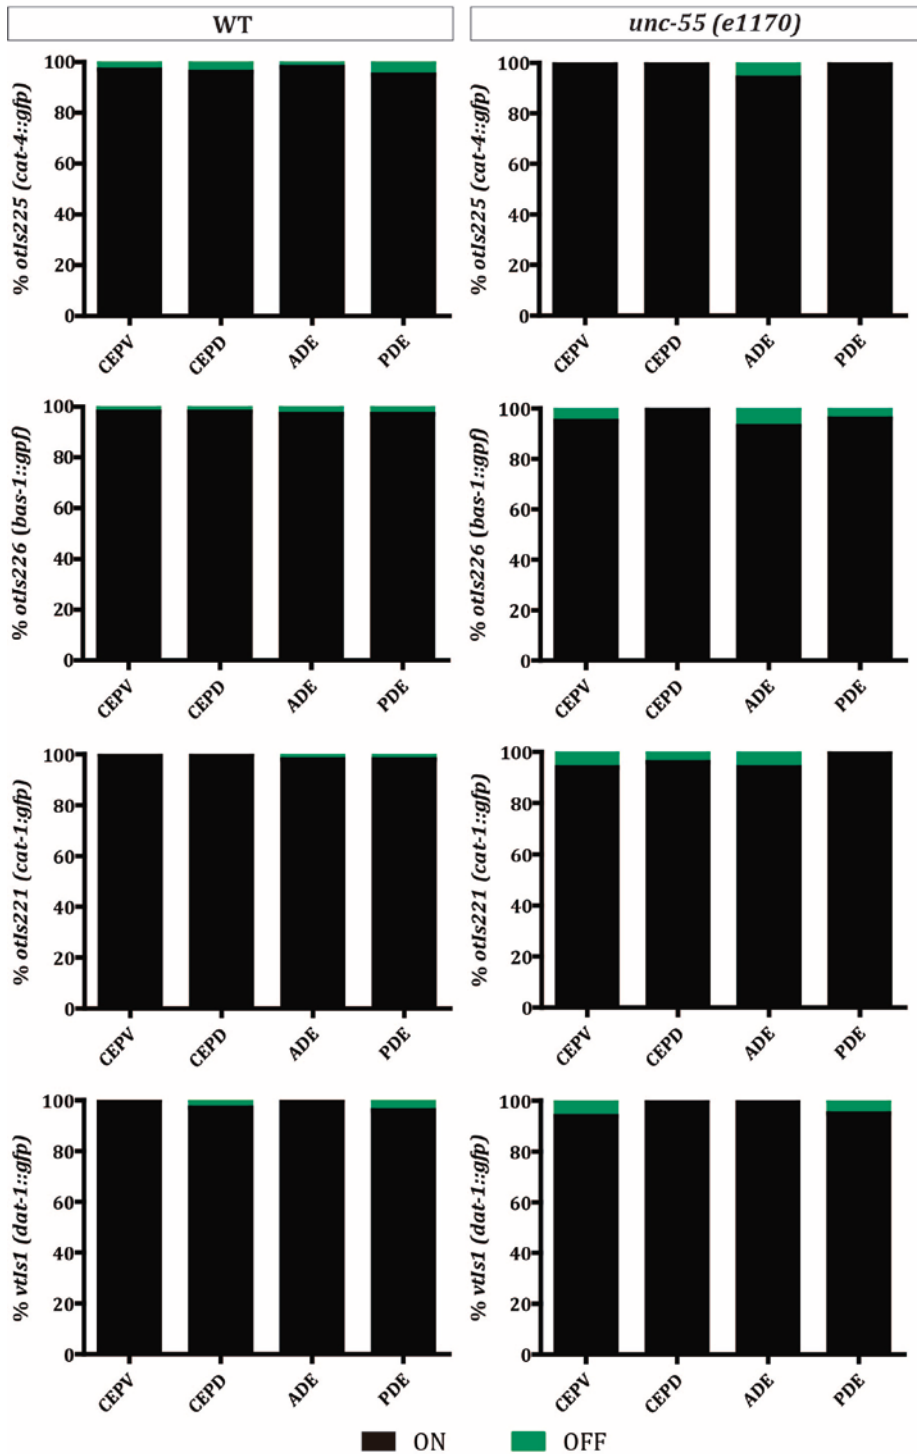 WT
unc-55 (e1170)
% otIs225 (cat-4::gfp)
100
80
60
40
20
0
CEPV
CEPD
ADE
PDE
% otIs225 (cat-4::gfp)
100
80
60
40
20
0
CEPV
CEPD
ADE
PDE
% otIs226 (bas-1::gpf)
100
80
60
40
20
0
CEPV
CEPD
ADE
PDE
% otIs226 (bas-1::gpf)
100
80
60
40
20
0
CEPV
CEPD
ADE
PDE
% otIs221 (cat-1:gfp)
100
80
60
40
20
0
CEPV
CEPD
ADE
PDE
% otIs221 (cat-1::gfp)
100
80
60
40
20
0
CEPV
CEPD
ADE
PDE
% vtIs1 (dat-1::gfp)
100
80
60
40
20
0
CEPV
CEPD
ADE
PDE
% vtIs1 (dat-1::gfp)
100
80
60
40
20
0
CEPV
CEPD
ADE
PDE
ON
OFF